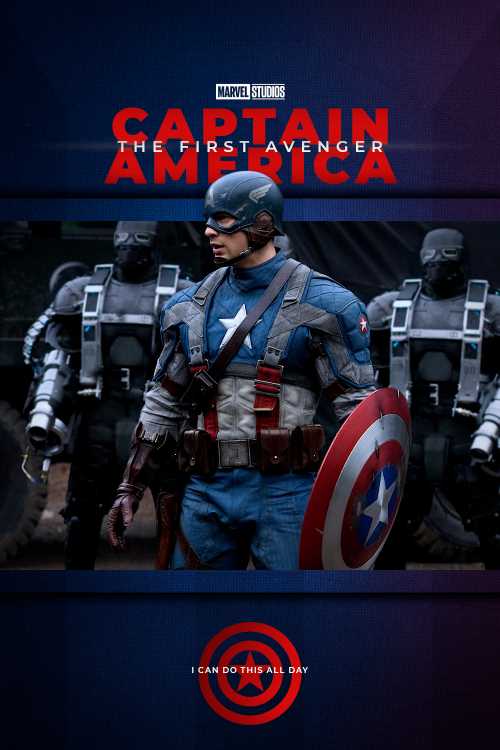 MARVEL STUDIOS
CAPTAIN
THE FIRST AVENGER
AMERICA
I CAN DO THIS ALL DAY